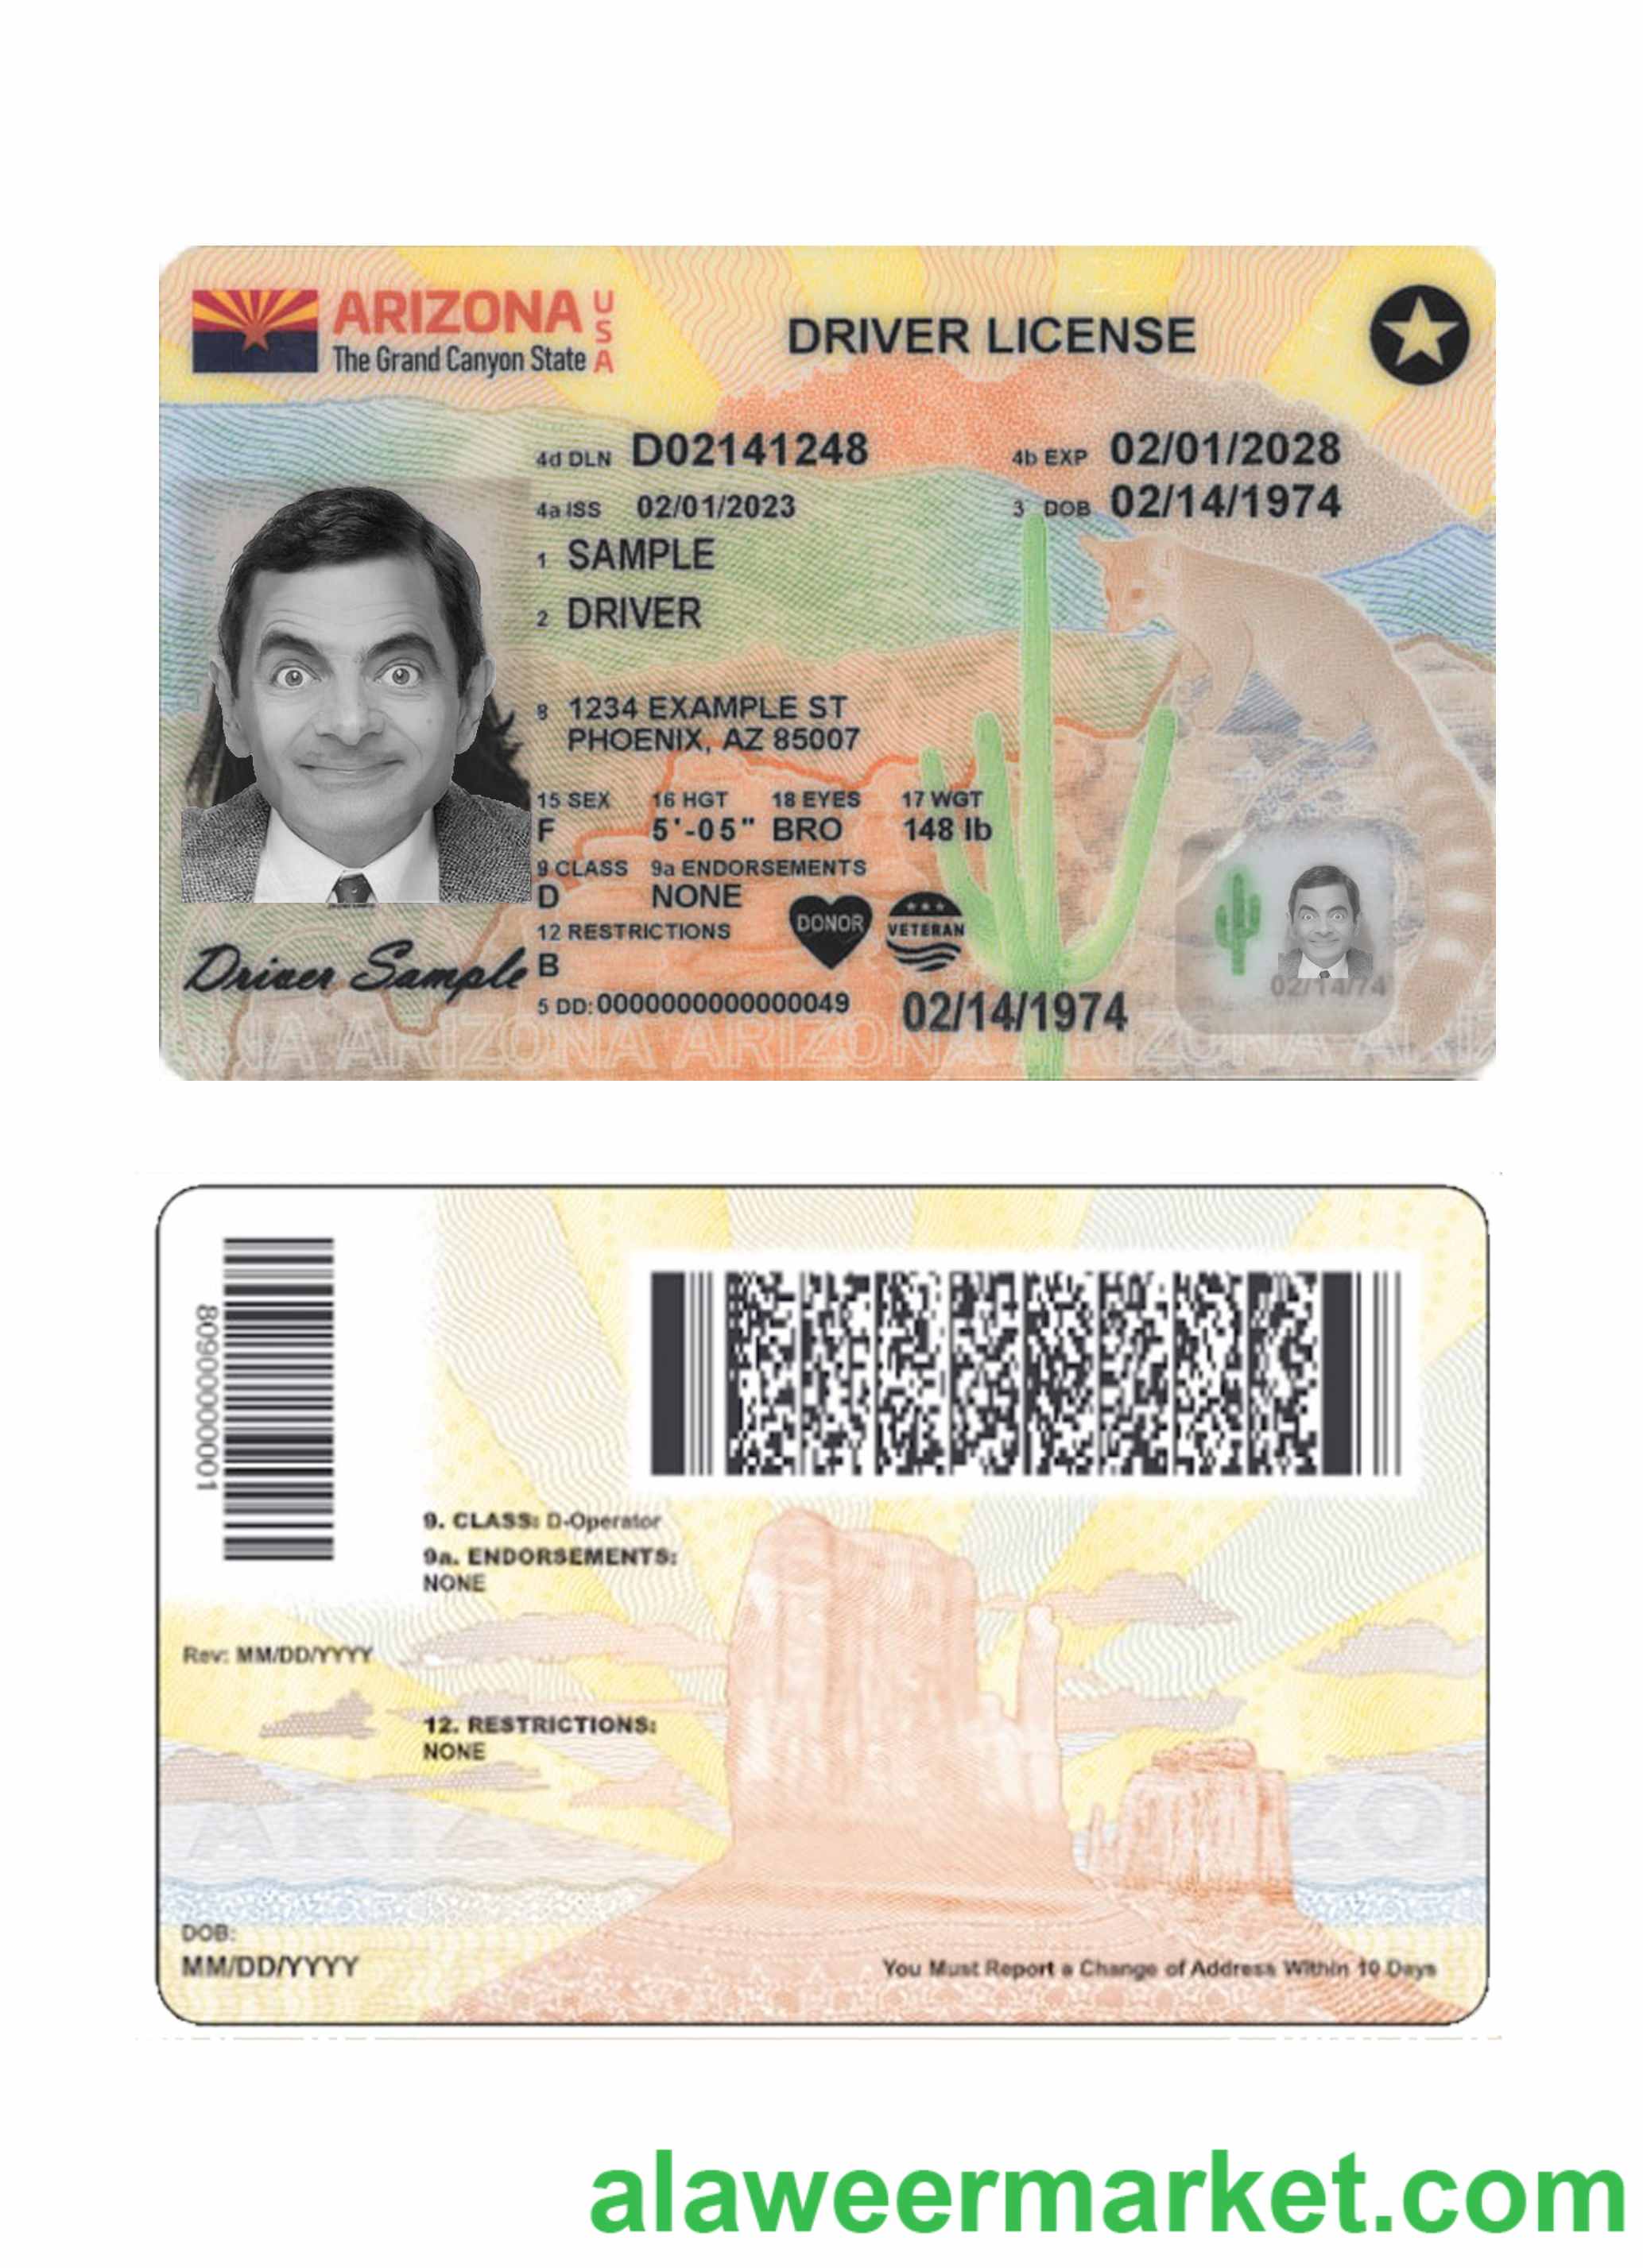 ARIZONA USA
The Grand Canyon State
DRIVER LICENSE
4d DLN D02141248
4b EXP 02/01/2028
4a ISS 02/01/2023
3 DOB 02/14/1974
1 SAMPLE
2 DRIVER
8 1234 EXAMPLE ST
PHOENIX, AZ 85007
15 SEX 16 HGT 18 EYES 17 WGT
F 5'-05" BRO 148 lb
9 CLASS 9a ENDORSEMENTS
D NONE
12 RESTRICTIONS
B
DONOR
VETERAN
Driver Sample
5 DD: 0000000000000049
02/14/1974
02/14/74
ARIZONA ARIZONA ARIZONA
8090000001
9. CLASS: D-Operator
9a. ENDORSEMENTS:
NONE
Rev: MM/DD/YYYY
12. RESTRICTIONS:
NONE
DOB:
MM/DD/YYYY
You Must Report a Change of Address Within 10 Days
alaweermarket.com